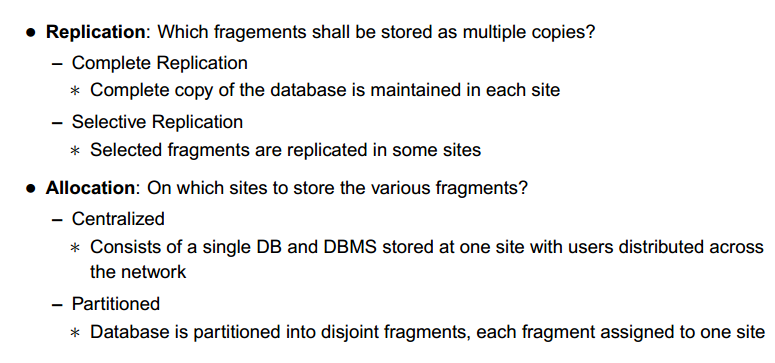 ● Replication: Which fragements shall be stored as multiple copies?
– Complete Replication
∗ Complete copy of the database is maintained in each site
– Selective Replication
∗ Selected fragments are replicated in some sites
● Allocation: On which sites to store the various fragments?
– Centralized
∗ Consists of a single DB and DBMS stored at one site with users distributed across
the network
– Partitioned
∗ Database is partitioned into disjoint fragments, each fragment assigned to one site